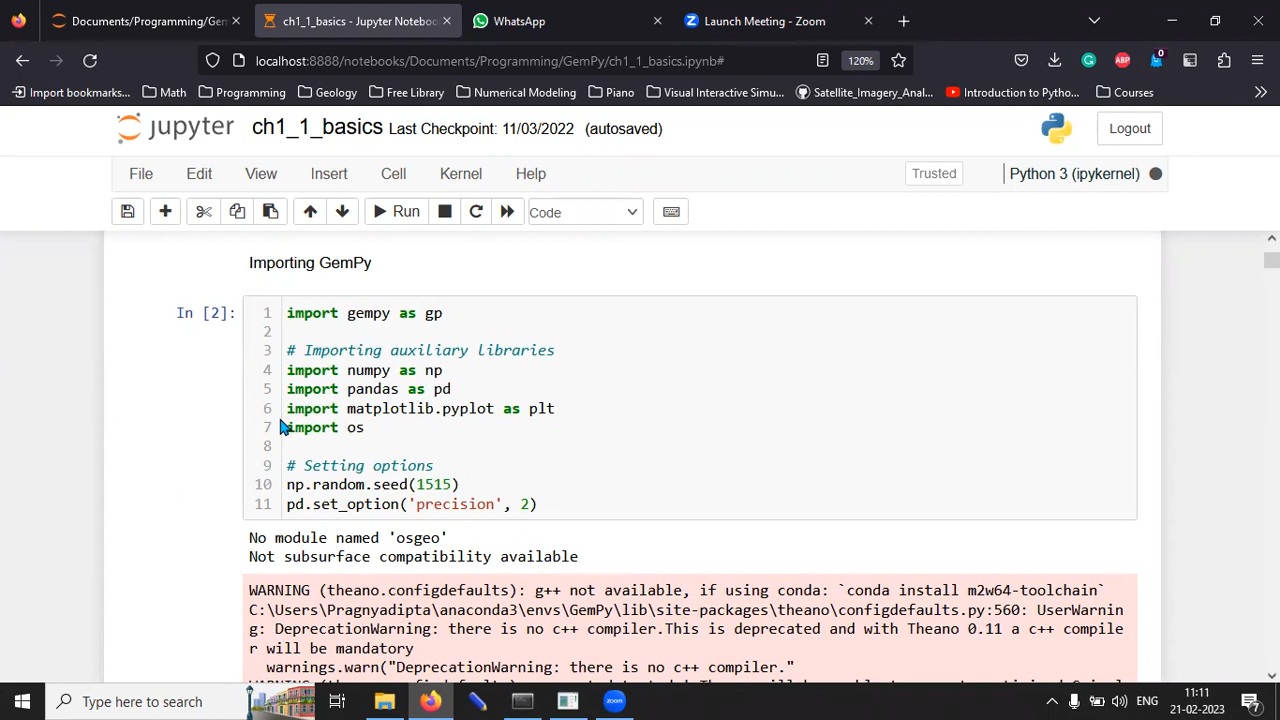 Documents/Programming/Gem
ch1_1_basics - Jupyter Notebook
WhatsApp
Launch Meeting - Zoom
localhost:8888/notebooks/Documents/Programming/GemPy/ch1_1_basics.ipynb#
120%
ABP
0
Import bookmarks...
Math
Programming
Geology
Free Library
Numerical Modeling
Piano
Visual Interactive Simu...
Satellite_Imagery_Anal...
Introduction to Pytho...
Courses
jupyter
ch1_1_basics Last Checkpoint: 11/03/2022 (autosaved)
Logout
File Edit View Insert Cell Kernel Help
Trusted
Python 3 (ipykernel)
Run
Code
Importing GemPy
In [2]:
1 import gempy as gp
2
3 # Importing auxiliary libraries
4 import numpy as np
5 import pandas as pd
6 import matplotlib.pyplot as plt
7 import os
8
9 # Setting options
10 np.random.seed(1515)
11 pd.set_option('precision', 2)
No module named 'osgeo'
Not subsurface compatibility available
WARNING (theano.configdefaults): g++ not available, if using conda: `conda install m2w64-toolchain`
C:\Users\Pragnyadipta\anaconda3\envs\GemPy\lib\site-packages\theano\configdefaults.py:560: UserWarnin
g: DeprecationWarning: there is no c++ compiler.This is deprecated and with Theano 0.11 a c++ compile
r will be mandatory
warnings.warn("DeprecationWarning: there is no c++ compiler."
Type here to search
zoom
ENG
11:11
21-02-2023
7